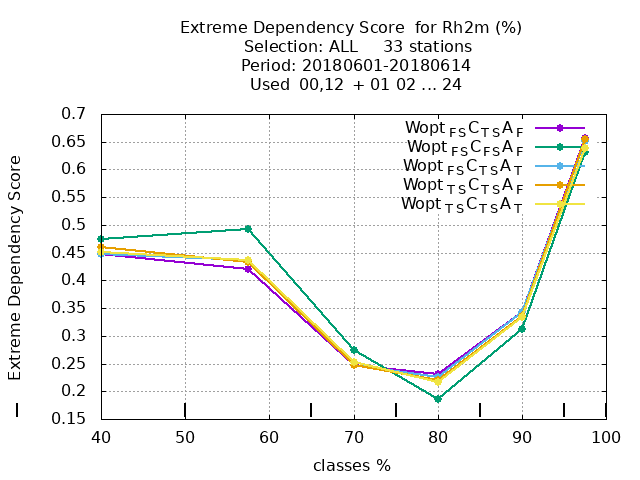 Extreme Dependency Score for Rh2m (%)
Selection: ALL 33 stations
Period: 20180601-20180614
Used 00,12 + 01 02 ... 24
Extreme Dependency Score
0.7
0.65
0.6
0.55
0.5
0.45
0.4
0.35
0.3
0.25
0.2
0.15
Wopt FS C TS A F
Wopt FS C FS A F
Wopt FS C TS A T
Wopt TS C TS A F
Wopt TS C TS A T
40 50 60 70 80 90 100
classes %